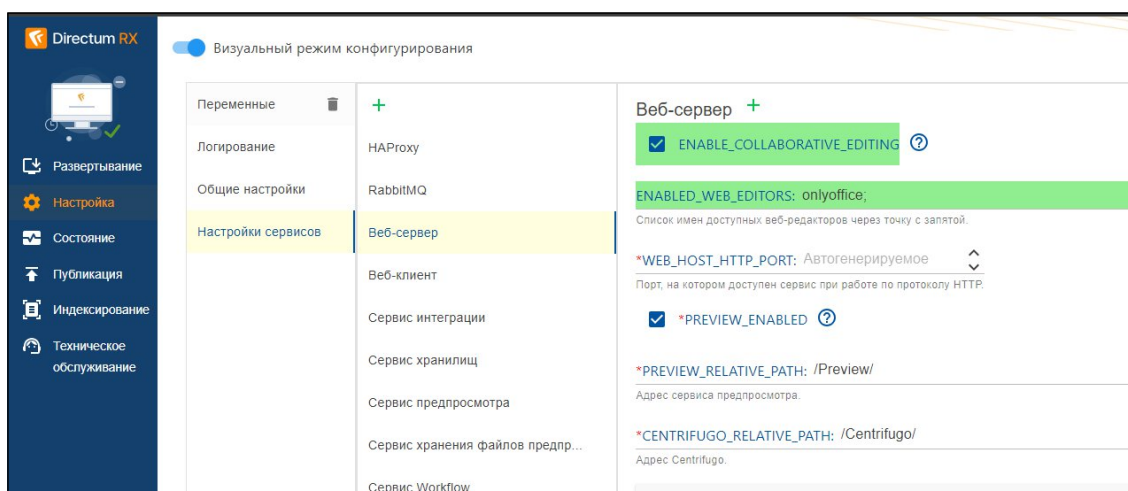 Directum RX
Развертывание
Настройка
Состояние
Публикация
Индексирование
Техническое
обслуживание
Визуальный режим конфигурирования
Переменные
Логирование
Общие настройки
Настройки сервисов
+
HAProxy
RabbitMQ
Веб-сервер
Веб-клиент
Сервис интеграции
Сервис хранилищ
Сервис предпросмотра
Сервис хранения файлов предпр...
Сервис Workflow
Веб-сервер +
ENABLE_COLLABORATIVE_EDITING ?
ENABLED_WEB_EDITORS: onlyoffice;
Список имен доступных веб-редакторов через точку с запятой.
*WEB_HOST_HTTP_PORT: Автогенерируемое
Порт, на котором доступен сервис при работе по протоколу HTTP.
*PREVIEW_ENABLED ?
*PREVIEW_RELATIVE_PATH: /Preview/
Адрес сервиса предпросмотра.
*CENTRIFUGO_RELATIVE_PATH: /Centrifugo/
Адрес Centrifugo.